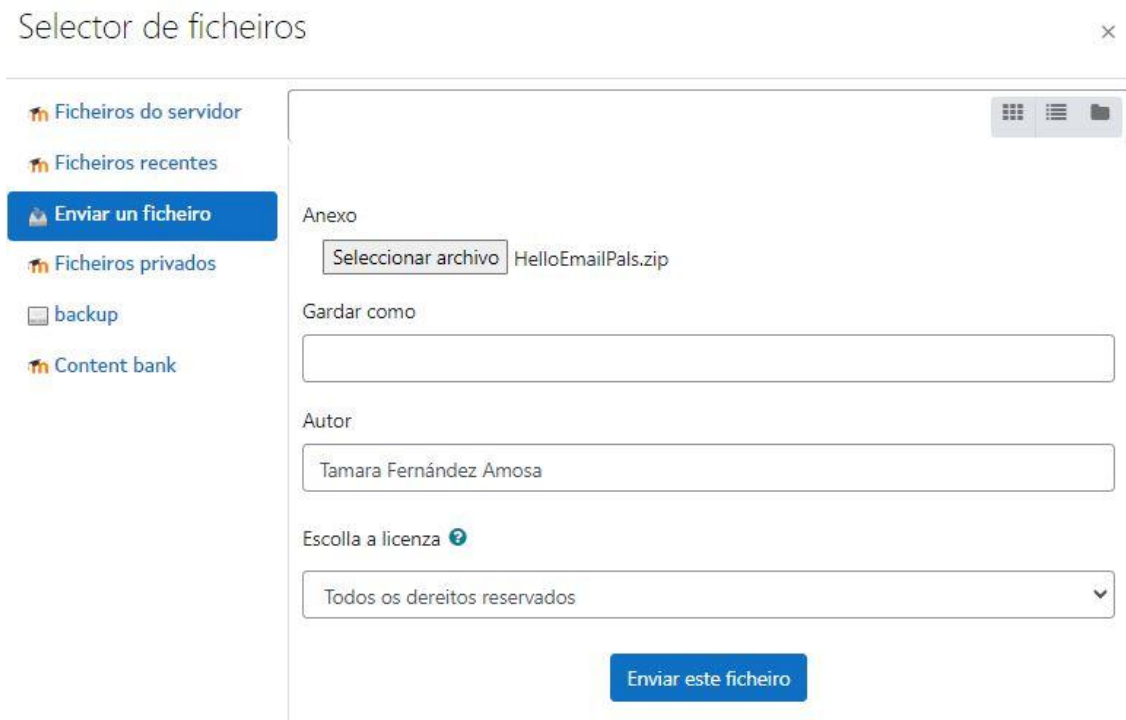 Selector de ficheiros
Ficheiros do servidor
Ficheiros recentes
Enviar un ficheiro
Ficheiros privados
backup
Content bank
Anexo
Seleccionar archivo HelloEmailPals.zip
Gardar como
Autor
Tamara Fernández Amosa
Escolla a licenza
Todos os dereitos reservados
Enviar este ficheiro